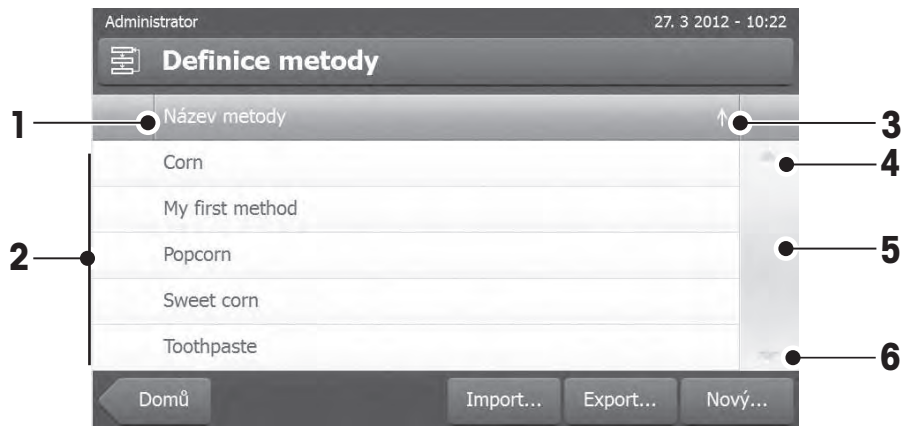 Administrator 27. 3 2012 - 10:22
Definice metody
1 Název metody 3
Corn 4
My first method
2 Popcorn 5
Sweet corn
Toothpaste 6
Domů Import... Export... Nový...